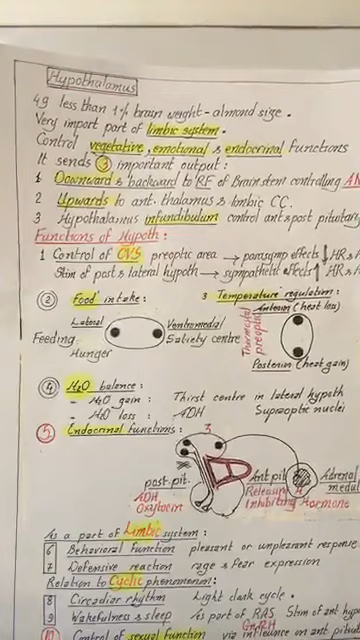 Hypothalamus
4g less than 1% brain weight - almond size.
Very import part of limbic system.
Control vegetative, emotional & endocrinal functions
It sends 3 important output:
1 Downward & backward to RF of Brain stem controlling AN
2 Upwards to ant. thalamus & limbic CC.
3 Hypothalamus infundibulum control ant & post pituitary
Functions of Hypoth:
1 Control of CVS preoptic area → parasymp effects ↓ HR &
Stim of post & lateral hypoth → sympathetic effects ↑ HR &
2 Food intake: 3 Temperature regulation:
Anterior (heat loss)
Lateral Ventromedial
Feeding Satiety centre
Hunger
Thermostat preoptic
Posterior (heat gain)
4 H2O balance:
- H2O gain: Thirst centre in lateral hypoth
- H2O loss: ADH Supraoptic nuclei
5 Endocrinal functions:
3
post-pit. Ant pit Adrenal
ADH Releasing medul
Oxytocin Inhibiting Hormone
As a part of Limbic system:
6 Behavioral function pleasant or unpleasant response
7 Defensive reaction rage & fear expression
Relation to Cyclic phenomenon:
8 Circadian rhythm Light dark cycle.
9 Wakefulness & sleep As part of RAS Stim of ant hyp
GnRH
10 Control of sexual function via influence on ant pituit